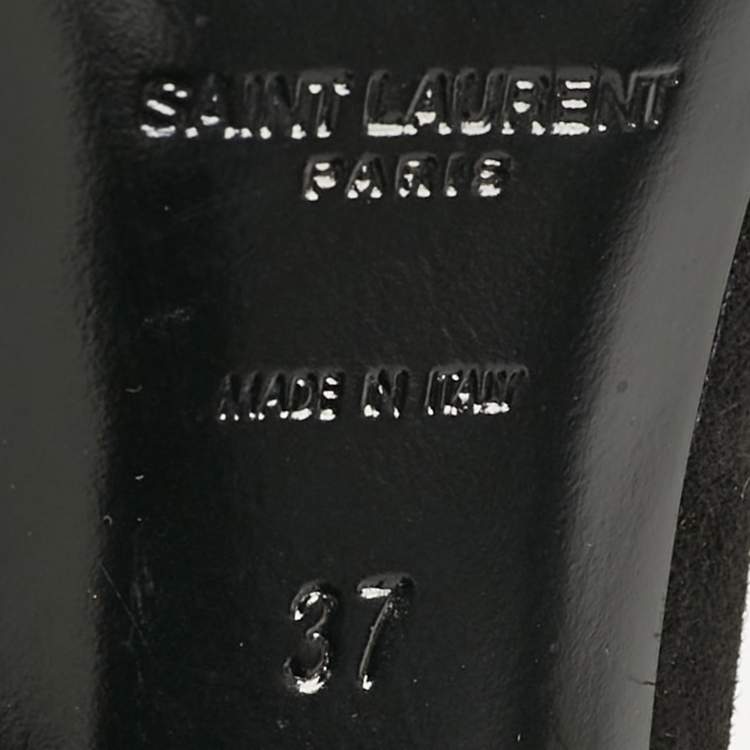 SAINT LAURENT
PARIS
MADE IN ITALY
37